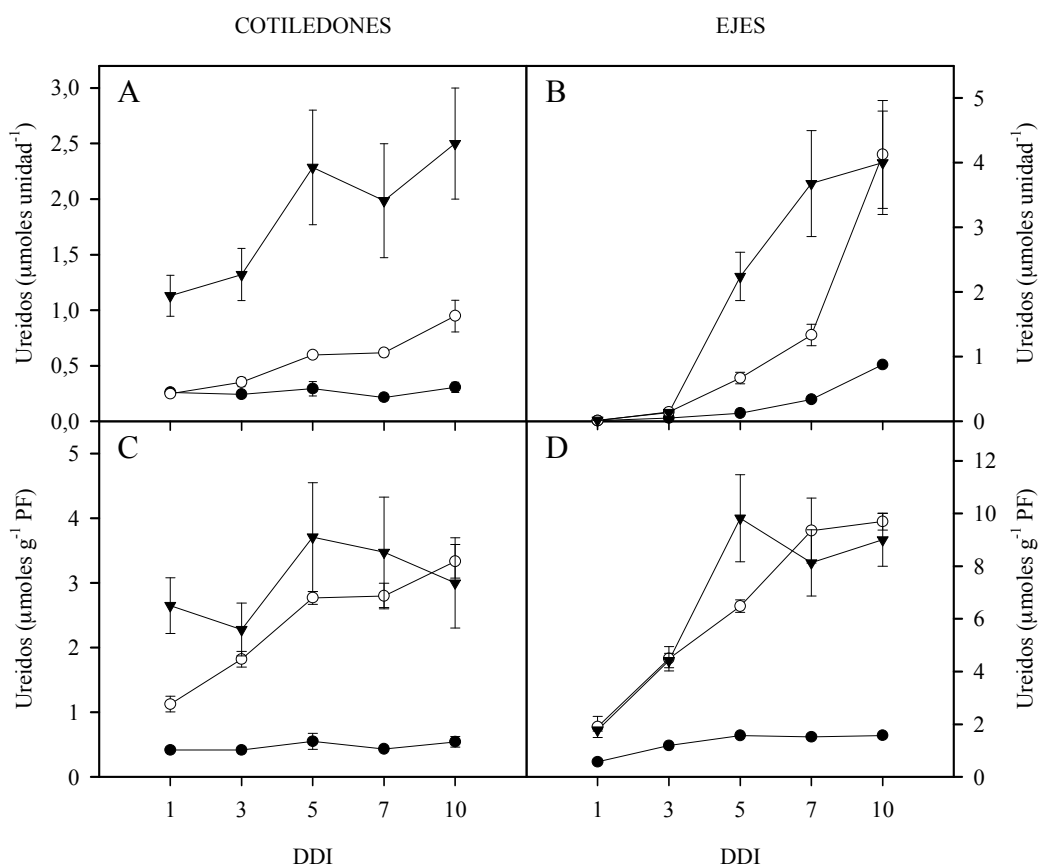 COTILEDONES
EJES
A
3,0
2,5
2,0
1,5
1,0
0,5
0,0
Ureidos (µmoles unidad-1)
B
5
4
3
2
1
0
Ureidos (µmoles unidad-1)
C
5
4
3
2
1
0
Ureidos (µmoles g-1 PF)
D
12
10
8
6
4
2
0
Ureidos (µmoles g-1 PF)
1 3 5 7 10
DDI
1 3 5 7 10
DDI